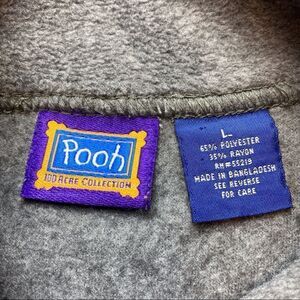 Pooh
100 ACRE COLLECTION
L
65% POLYESTER
35% RAYON
RN#55219
MADE IN BANGLADESH
SEE REVERSE
FOR CARE